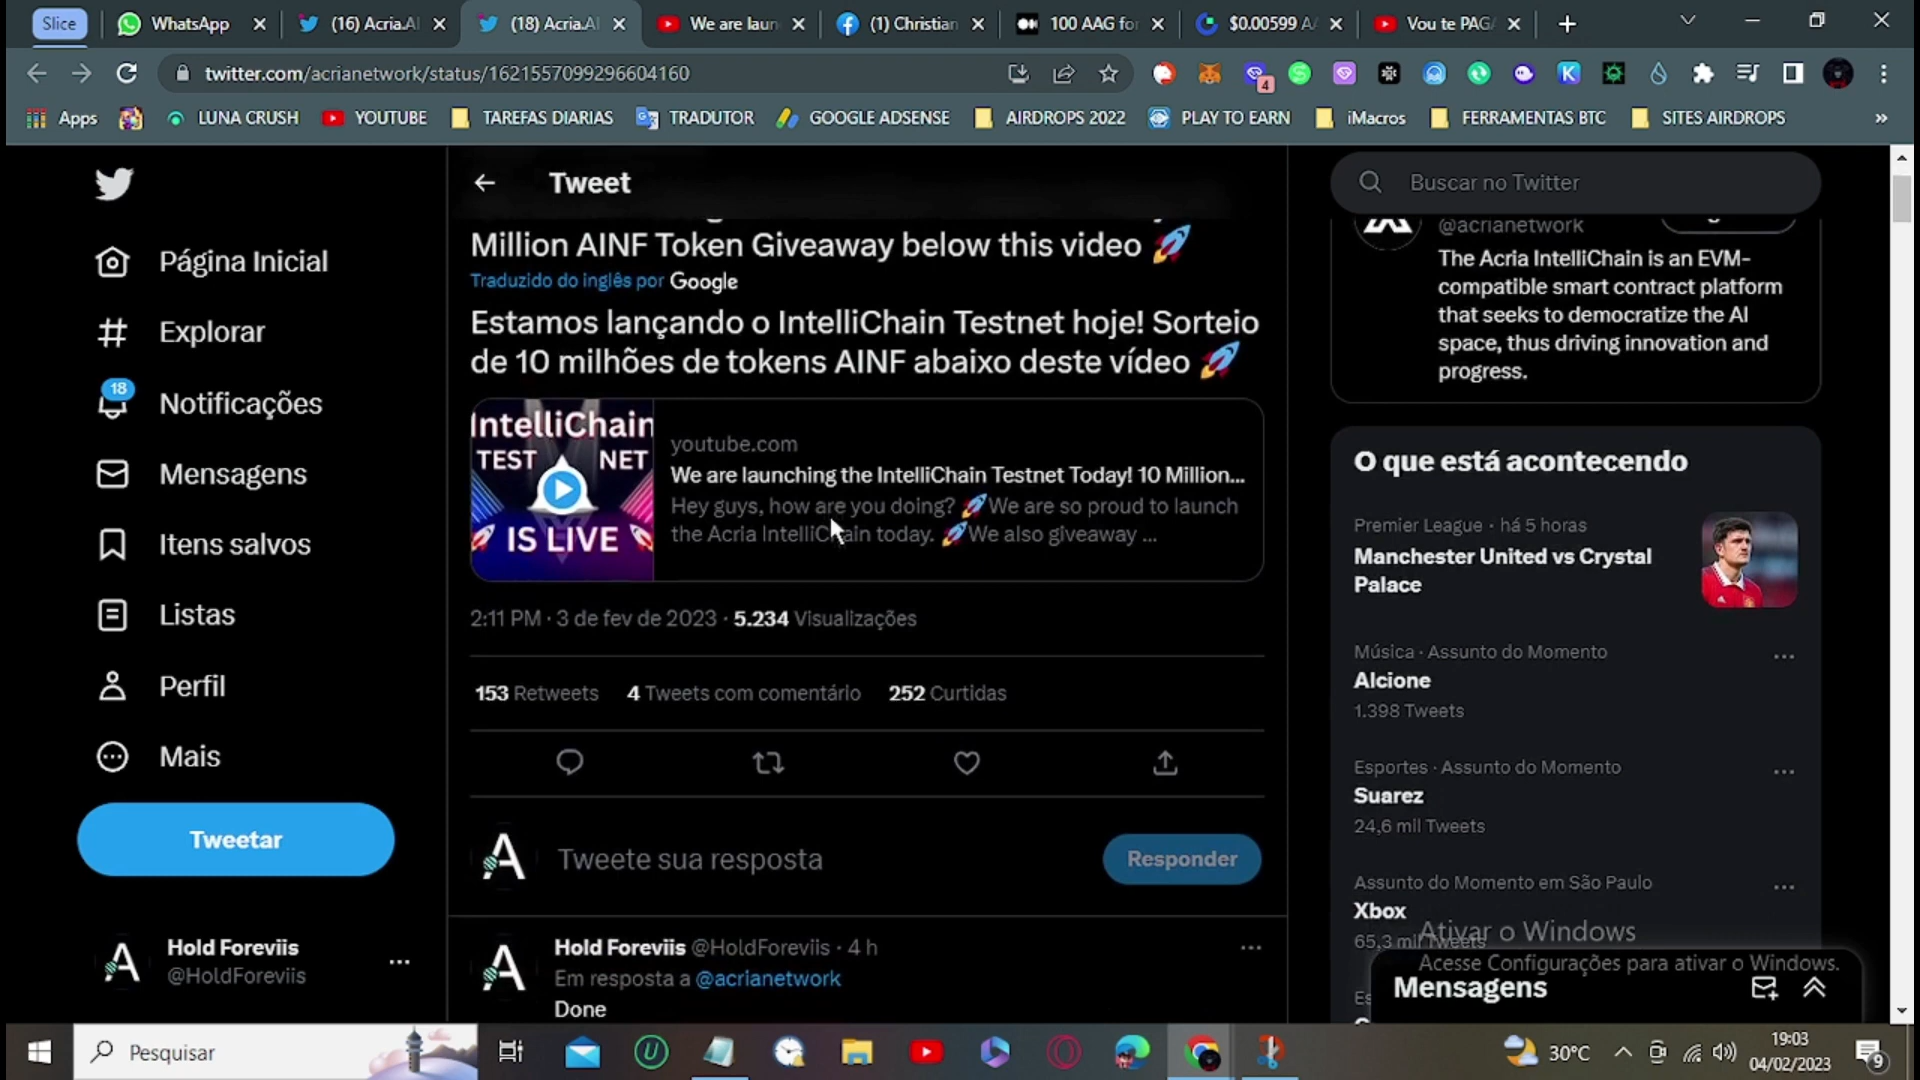 Slice
WhatsApp
(16) Acria.AI
(18) Acria.AI
We are laun
(1) Christian
100 AAG fo
$0.00599 A
Vou te PAG
twitter.com/acrianetwork/status/1621557099296604160
4
Apps
LUNA CRUSH
YOUTUBE
TAREFAS DIARIAS
TRADUTOR
GOOGLE ADSENSE
AIRDROPS 2022
PLAY TO EARN
iMacros
FERRAMENTAS BTC
SITES AIRDROPS
Página Inicial
Explorar
18
Notificações
Mensagens
Itens salvos
Listas
Perfil
Mais
Tweetar
Hold Foreviis
@HoldForeviis
Tweet
Million AINF Token Giveaway below this video 🚀
Traduzido do inglês por Google
Estamos lançando o IntelliChain Testnet hoje! Sorteio
de 10 milhões de tokens AINF abaixo deste vídeo 🚀
IntelliChain
TEST NET
IS LIVE
youtube.com
We are launching the IntelliChain Testnet Today! 10 Million...
Hey guys, how are you doing? 🚀We are so proud to launch
the Acria IntelliChain today. 🚀We also giveaway ...
2:11 PM · 3 de fev de 2023 · 5.234 Visualizações
153 Retweets 4 Tweets com comentário 252 Curtidas
Tweete sua resposta
Responder
Hold Foreviis @HoldForeviis · 4 h
Em resposta a @acrianetwork
Done
Buscar no Twitter
@acrianetwork
The Acria IntelliChain is an EVM-
compatible smart contract platform
that seeks to democratize the AI
space, thus driving innovation and
progress.
O que está acontecendo
Premier League · há 5 horas
Manchester United vs Crystal
Palace
Música · Assunto do Momento
Alcione
1.398 Tweets
Esportes · Assunto do Momento
Suarez
24,6 mil Tweets
Assunto do Momento em São Paulo
Xbox
65,3 mil Tweets
Ativar o Windows
Acesse Configurações para ativar o Windows.
Mensagens
Pesquisar
30°C
19:03
04/02/2023
9